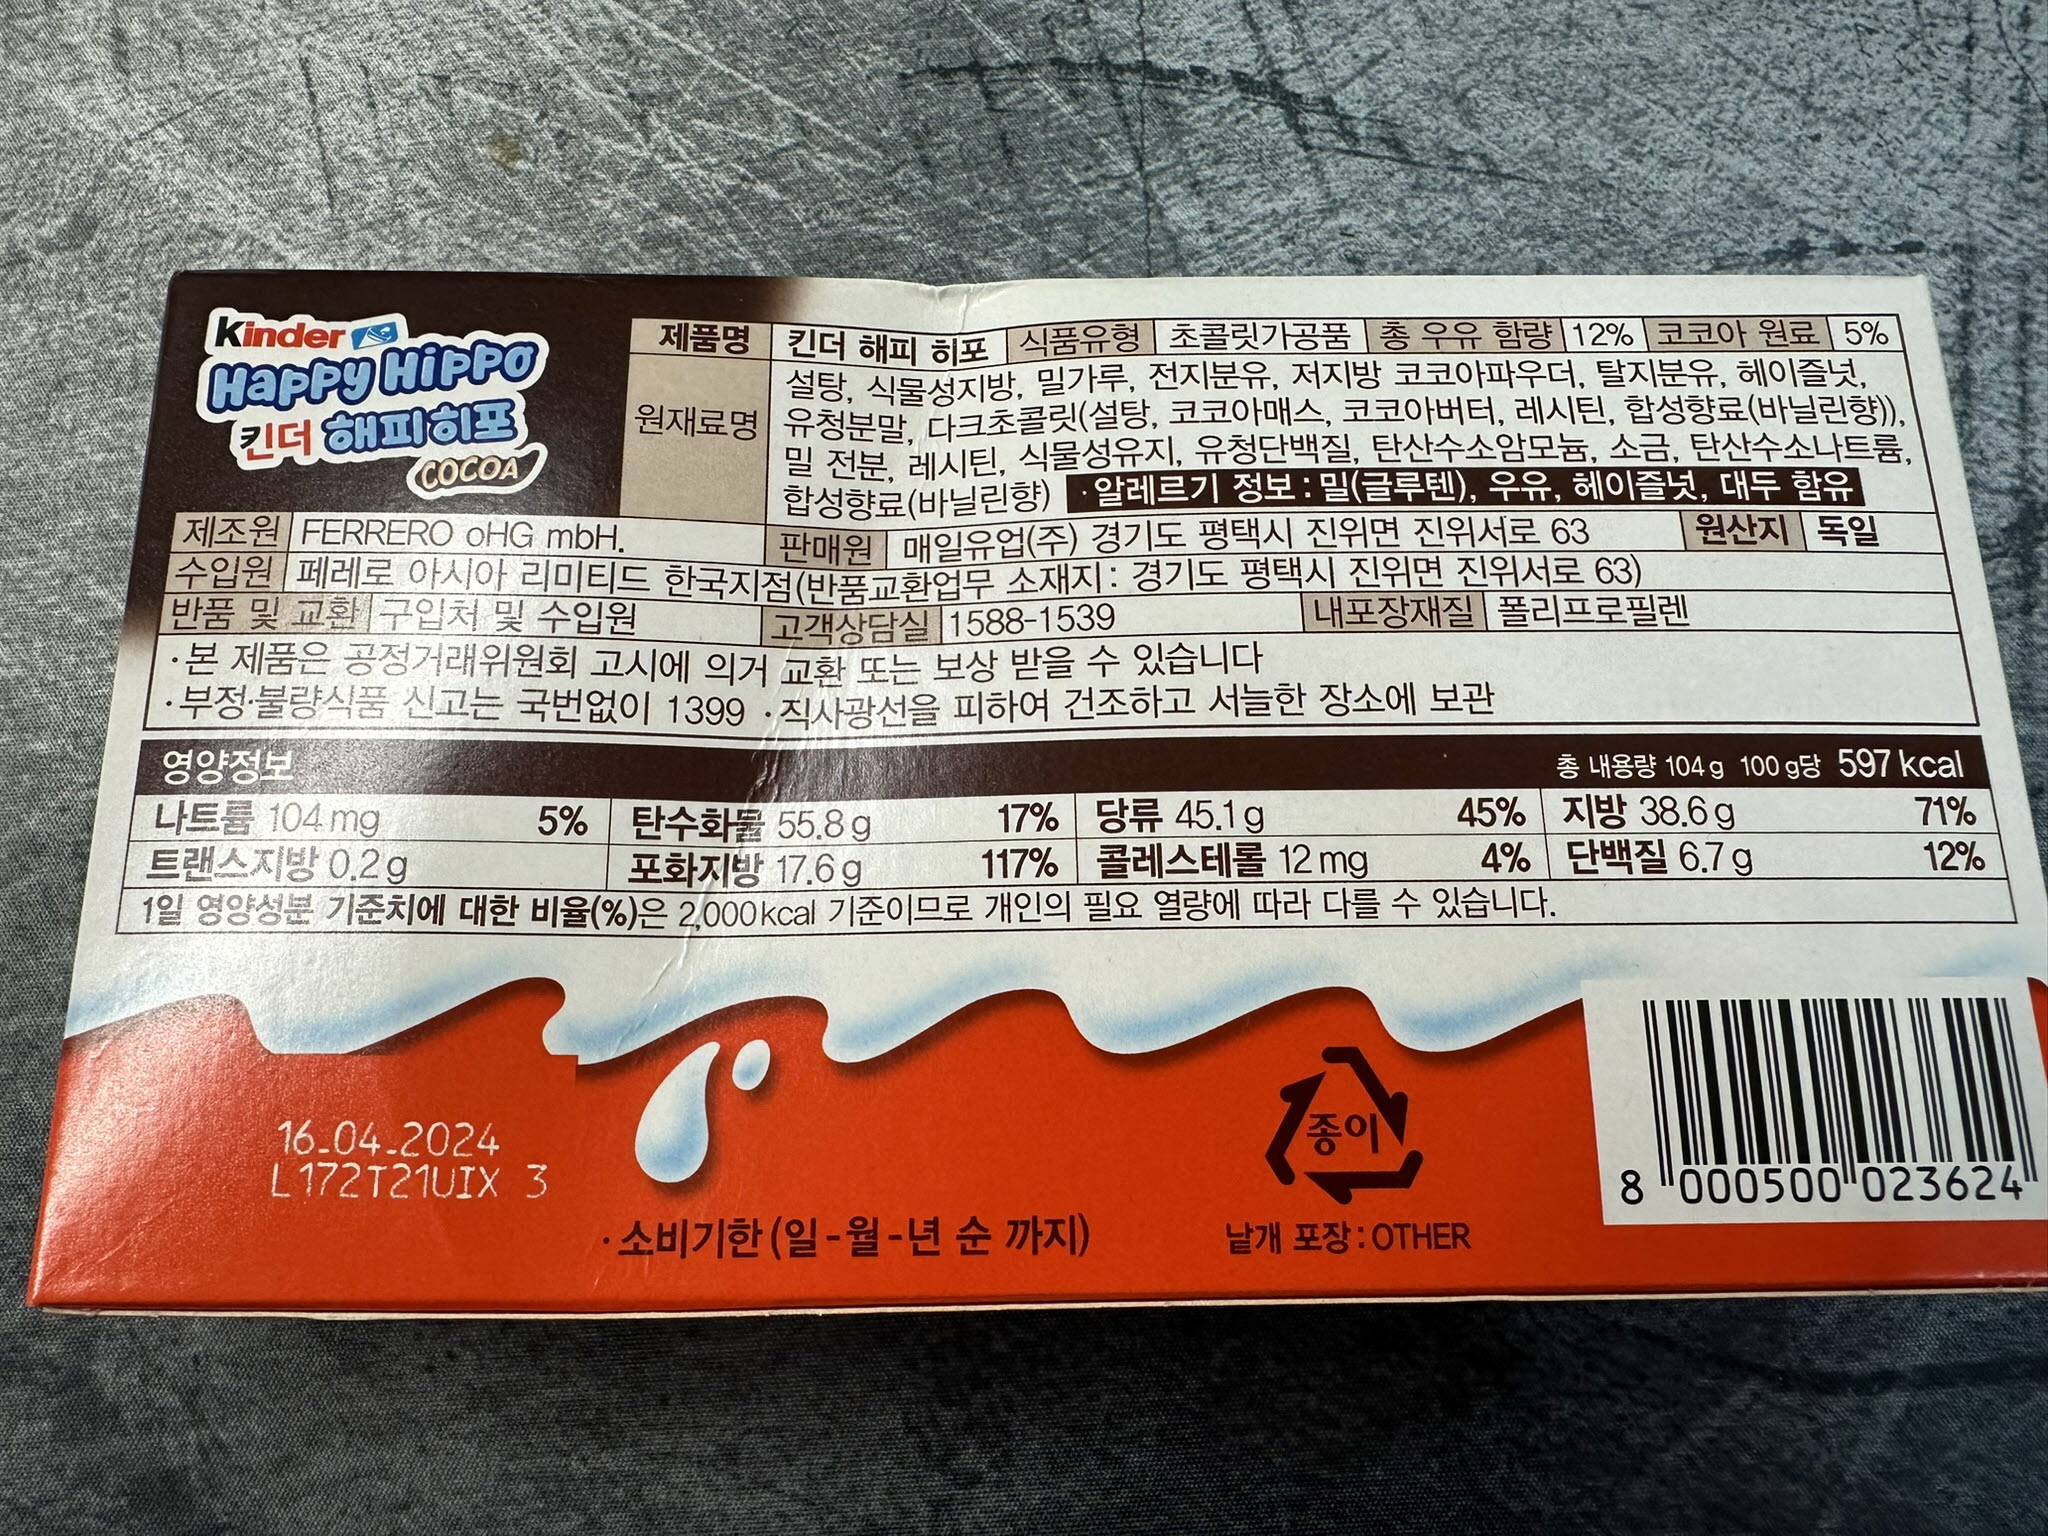 Kinder
Happy Hippo
킨더 해피히포
COCOA
제품명 킨더 해피 히포 식품유형 초콜릿가공품 총 우유 함량 12% 코코아 원료 5%
원재료명 설탕, 식물성지방, 밀가루, 전지분유, 저지방 코코아파우더, 탈지분유, 헤이즐넛,
유청분말, 다크초콜릿(설탕, 코코아매스, 코코아버터, 레시틴, 합성향료(바닐린향)),
밀 전분, 레시틴, 식물성유지, 유청단백질, 탄산수소암모늄, 소금, 탄산수소나트륨,
합성향료(바닐린향) ·알레르기 정보 : 밀(글루텐), 우유, 헤이즐넛, 대두 함유
제조원 FERRERO oHG mbH. 판매원 매일유업(주) 경기도 평택시 진위면 진위서로 63 원산지 독일
수입원 페레로 아시아 리미티드 한국지점(반품교환업무 소재지 : 경기도 평택시 진위면 진위서로 63)
반품 및 교환 구입처 및 수입원 고객상담실 1588-1539 내포장재질 폴리프로필렌
·본 제품은 공정거래위원회 고시에 의거 교환 또는 보상 받을 수 있습니다
·부정·불량식품 신고는 국번없이 1399 ·직사광선을 피하여 건조하고 서늘한 장소에 보관
영양정보 총 내용량 104 g 100 g당 597 kcal
나트륨 104 mg 5% 탄수화물 55.8 g 17% 당류 45.1 g 45% 지방 38.6 g 71%
트랜스지방 0.2 g 포화지방 17.6 g 117% 콜레스테롤 12 mg 4% 단백질 6.7 g 12%
1일 영양성분 기준치에 대한 비율(%)은 2,000 kcal 기준이므로 개인의 필요 열량에 따라 다를 수 있습니다.
16.04.2024
L172T21UIX 3
·소비기한 (일-월-년 순 까지)
종이
낱개 포장 : OTHER
8 000500 023624